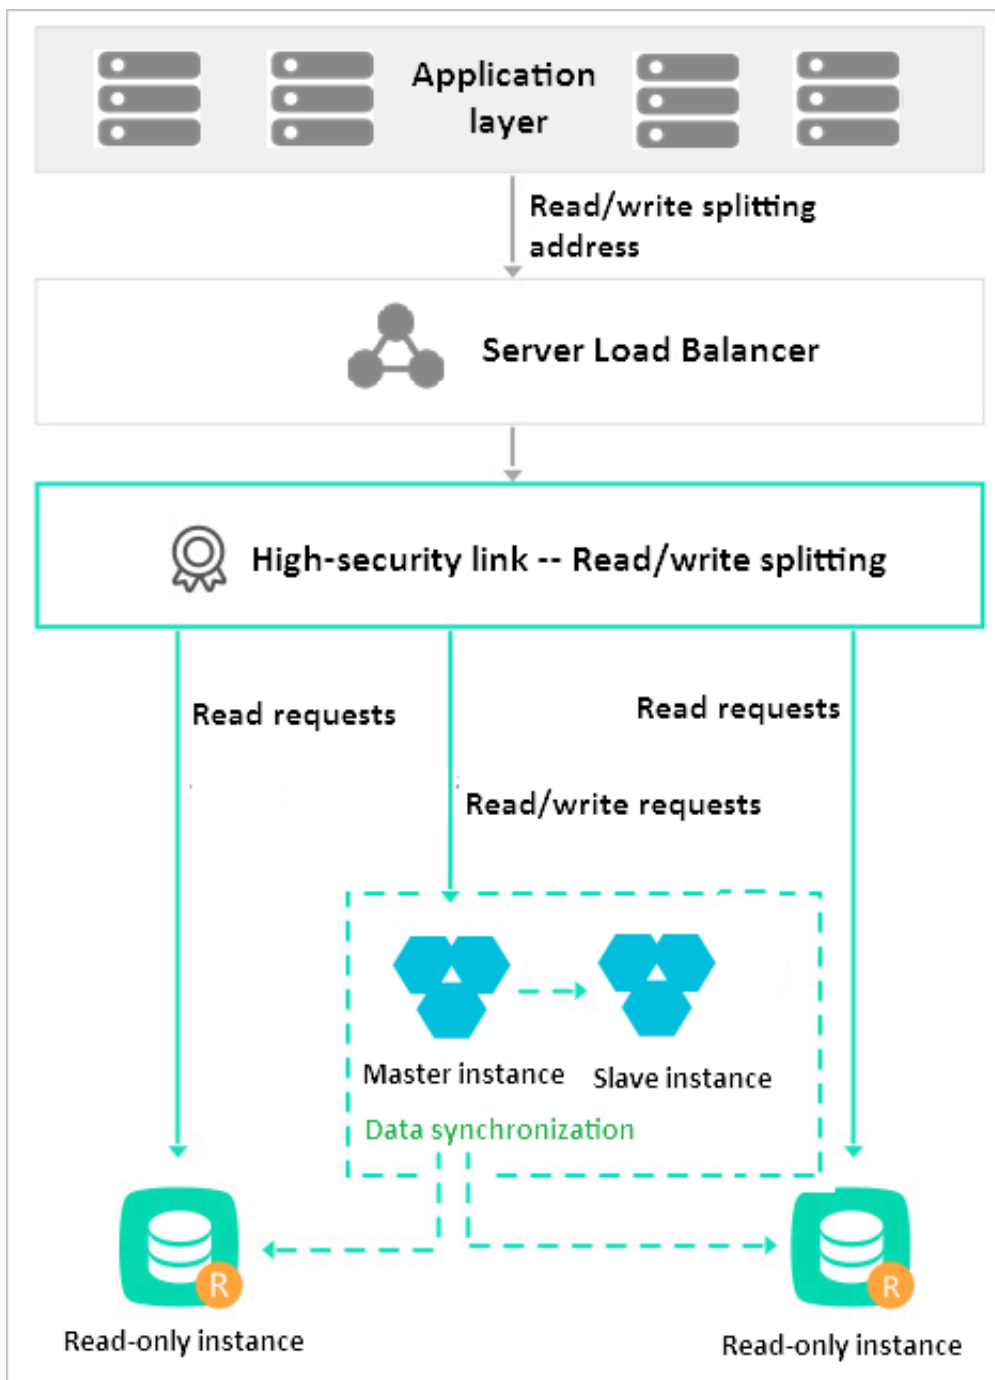 Application
layer
Read/write splitting
address
Server Load Balancer
High-security link -- Read/write splitting
Read requests
Read requests
Read/write requests
Master instance
Slave instance
Data synchronization
R
R
Read-only instance
Read-only instance